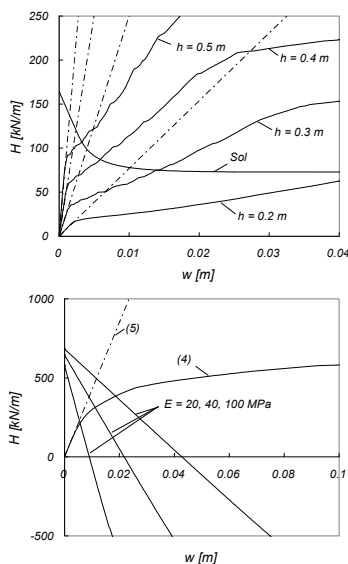 250
200
150
100
50
0
H [kN/m]
h = 0.5 m
h = 0.4 m
h = 0.3 m
Sol
h = 0.2 m
0 0.01 0.02 0.03 0.04
w [m]
1000
500
0
-500
H [kN/m]
(5)
(4)
E = 20, 40, 100 MPa
0 0.02 0.04 0.06 0.08 0.1
w [m]